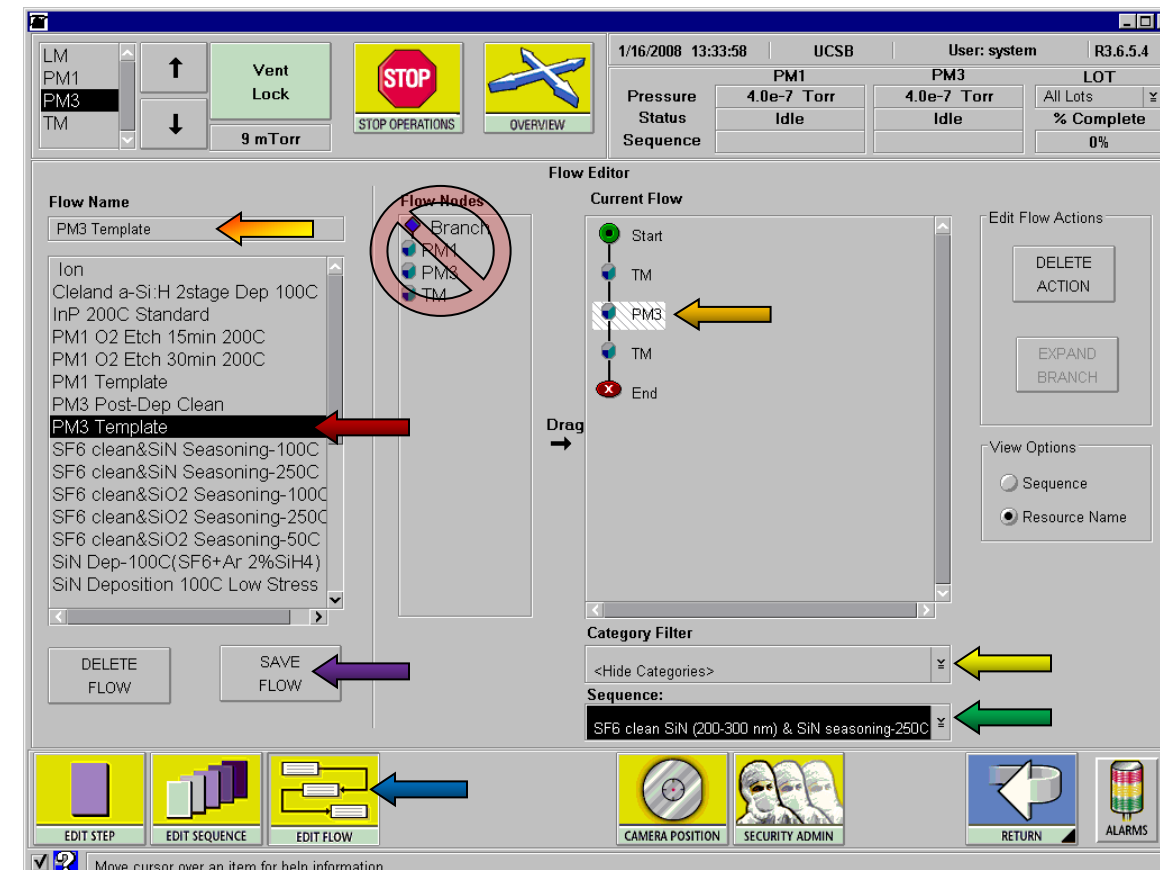 LM
PM1
PM3
TM
Vent
Lock
9 mTorr
STOP
STOP OPERATIONS
OVERVIEW
1/16/2008 13:33:58 UCSB User: system R3.6.5.4
PM1 PM3 LOT
Pressure 4.0e-7 Torr 4.0e-7 Torr All Lots
Status Idle Idle % Complete
Sequence 0%
Flow Editor
Flow Name
PM3 Template
Ion
Cleland a-Si:H 2stage Dep 100C
InP 200C Standard
PM1 O2 Etch 15min 200C
PM1 O2 Etch 30min 200C
PM1 Template
PM3 Post-Dep Clean
PM3 Template
SF6 clean&SiN Seasoning-100C
SF6 clean&SiN Seasoning-250C
SF6 clean&SiO2 Seasoning-100C
SF6 clean&SiO2 Seasoning-250C
SF6 clean&SiO2 Seasoning-50C
SiN Dep-100C(SF6+Ar 2%SiH4)
SiN Deposition 100C Low Stress
DELETE
FLOW
SAVE
FLOW
Flow Nodes
Branch
PM1
PM3
TM
Drag
Current Flow
Start
TM
PM3
TM
End
Category Filter
<Hide Categories>
Sequence:
SF6 clean SiN (200-300 nm) & SiN seasoning-250C
Edit Flow Actions
DELETE
ACTION
EXPAND
BRANCH
View Options
Sequence
Resource Name
EDIT STEP
EDIT SEQUENCE
EDIT FLOW
CAMERA POSITION
SECURITY ADMIN
RETURN
ALARMS
Move cursor over an item for help information